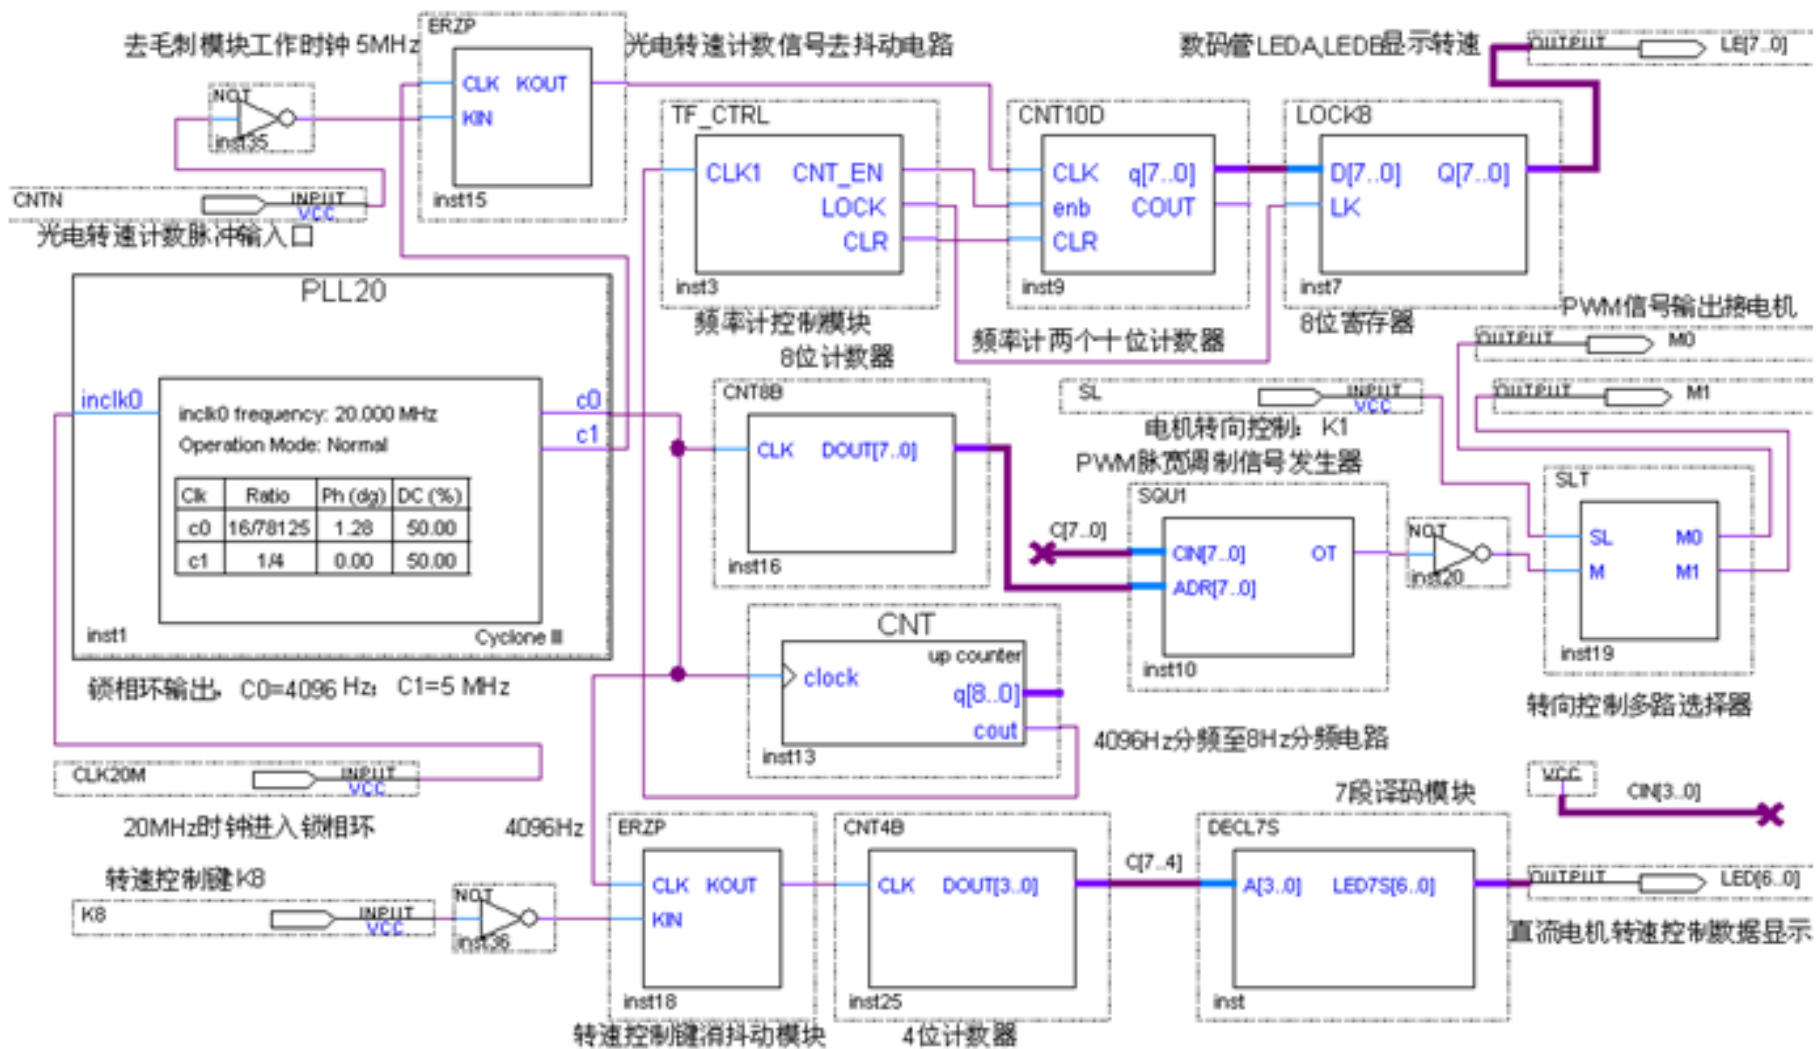 去毛刺模块工作时钟 5MHz
ERZP
CLK KOUT
KIN
inst15
光电转速计数信号去抖动电路
数码管LEDA,LEDB显示转速
OUTPUT
LE[7..0]
NOT
inst35
CNTN
INPUT
VCC
光电转速计数脉冲输入口
TF_CTRL
CLK1
CNT_EN
LOCK
CLR
inst3
频率计控制模块
CNT10D
CLK
q[7..0]
enb
COUT
CLR
inst9
频率计两个十位计数器
LOCK8
D[7..0]
Q[7..0]
LK
inst7
8位寄存器
PWM信号输出接电机
OUTPUT
M0
OUTPUT
M1
PLL20
inclk0
inclk0 frequency: 20.000 MHz
Operation Mode: Normal
Clk Ratio Ph (dg) DC (%)
c0 16/78125 1.28 50.00
c1 1/4 0.00 50.00
c0
c1
inst1
Cyclone III
锁相环输出，C0=4096 Hz； C1=5 MHz
8位计数器
CNT8B
CLK
DOUT[7..0]
inst16
SL
INPUT
VCC
电机转向控制：K1
PWM脉宽调制信号发生器
SQU1
C[7..0]
CIN[7..0]
OT
ADR[7..0]
inst10
NOT
inst20
SLT
SL
M0
M
M1
inst19
转向控制多路选择器
CNT
up counter
clock
q[8..0]
cout
inst13
4096Hz分频至8Hz分频电路
CLK20M
INPUT
VCC
20MHz时钟进入锁相环
4096Hz
转速控制键K8
K8
INPUT
VCC
NOT
inst36
ERZP
CLK KOUT
KIN
inst18
转速控制键消抖动模块
CNT4B
CLK
DOUT[3..0]
inst25
4位计数器
C[7..4]
7段译码模块
DECL7S
A[3..0]
LED7S[6..0]
inst
VCC
CIN[3..0]
OUTPUT
LED[6..0]
直流电机转速控制数据显示